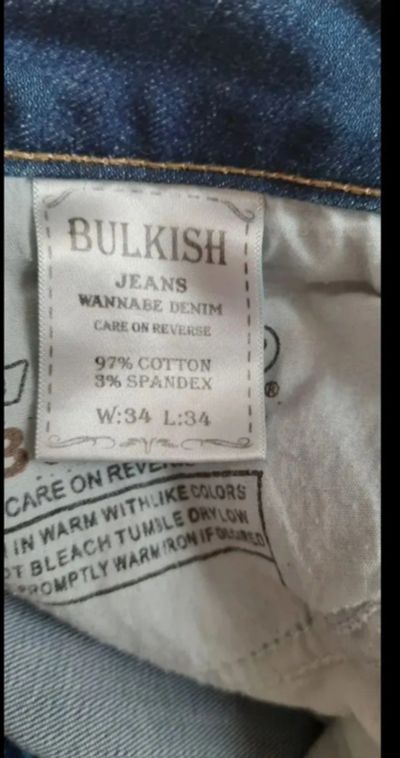 BULKISH
JEANS
WANNABE DENIM
CARE ON REVERSE
97% COTTON
3% SPANDEX
W:34 L:34
®
CARE ON REVE
IN WARM WITH LIKE COLORS
BLEACH TUMBLE DRY LOW
PROMPTLY WARM IRON IF DESIRED